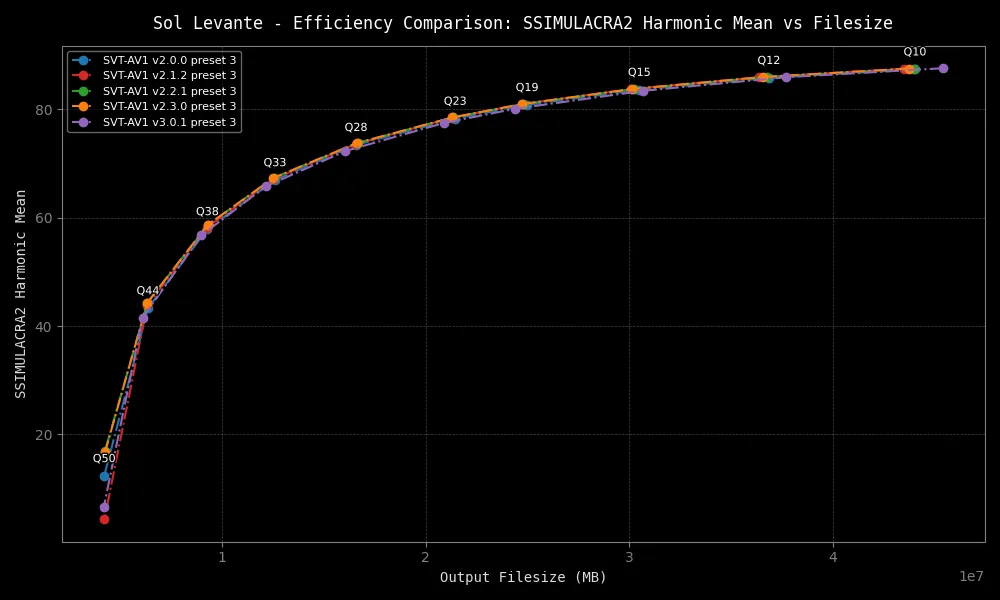 Sol Levante - Efficiency Comparison: SSIMULACRA2 Harmonic Mean vs Filesize
SVT-AV1 v2.0.0 preset 3
SVT-AV1 v2.1.2 preset 3
SVT-AV1 v2.2.1 preset 3
SVT-AV1 v2.3.0 preset 3
SVT-AV1 v3.0.1 preset 3
Q10
Q12
Q15
Q19
Q23
Q28
Q33
Q38
Q44
Q50
80
60
40
20
SSIMULACRA2 Harmonic Mean
1 2 3 4
1e7
Output Filesize (MB)